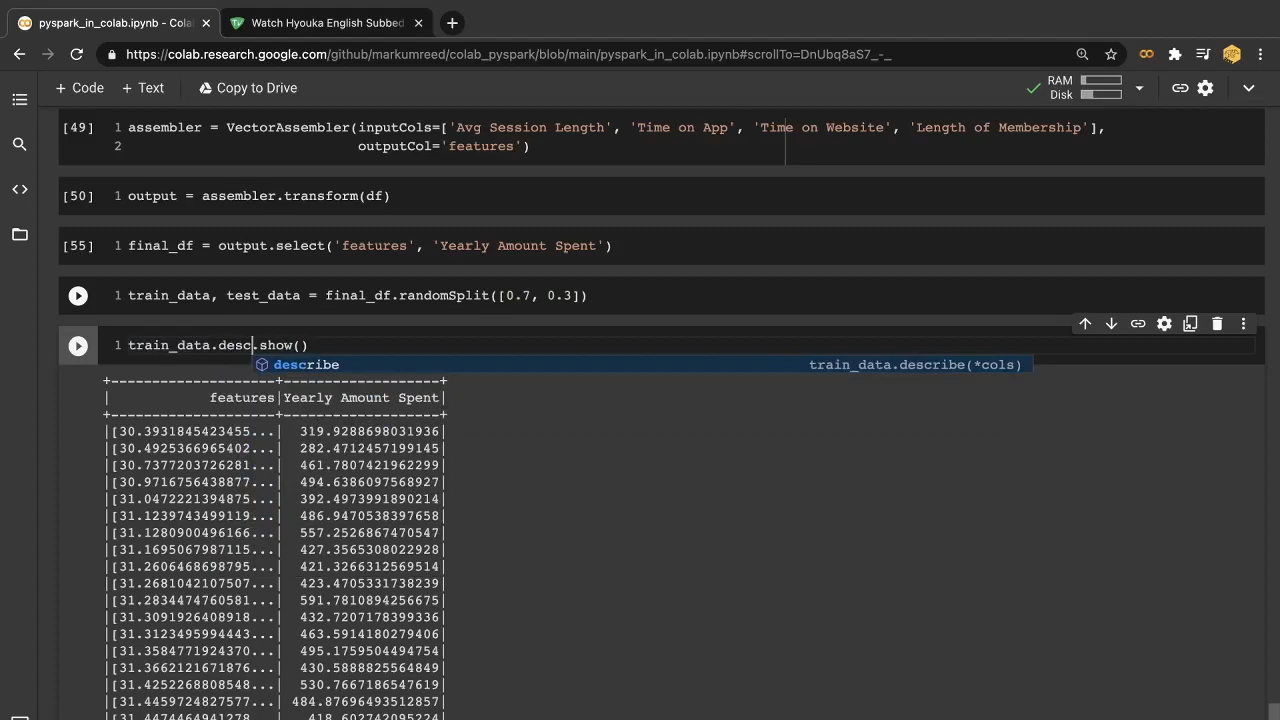 pyspark_in_colab.ipynb - Cola
Watch Hyouka English Subbed
https://colab.research.google.com/github/markumreed/colab_pyspark/blob/main/pyspark_in_colab.ipynb#scrollTo=DnUbq8aS7_-_
+ Code + Text Copy to Drive
RAM
Disk
[49] 1 assembler = VectorAssembler(inputCols=['Avg Session Length', 'Time on App', 'Time on Website', 'Length of Membership'],
2 outputCol='features')
[50] 1 output = assembler.transform(df)
[55] 1 final_df = output.select('features', 'Yearly Amount Spent')
1 train_data, test_data = final_df.randomSplit([0.7, 0.3])
1 train_data.desc.show()
describe train_data.describe(*cols)
+--------------------+-------------------+
| features|Yearly Amount Spent|
+--------------------+-------------------+
|[30.3931845423455...| 319.9288698031936|
|[30.4925366965402...| 282.4712457199145|
|[30.7377203726281...| 461.7807421962299|
|[30.9716756438877...| 494.6386097568927|
|[31.0472221394875...| 392.4973991890214|
|[31.1239743499119...| 486.9470538397658|
|[31.1280900496166...| 557.2526867470547|
|[31.1695067987115...| 427.3565308022928|
|[31.2606468698795...| 421.3266312569514|
|[31.2681042107507...| 423.4705331738239|
|[31.2834474760581...| 591.7810894256675|
|[31.3091926408918...| 432.7207178399336|
|[31.3123495994443...| 463.5914180279406|
|[31.3584771924370...| 495.1759504494754|
|[31.3662121671876...| 430.5888825564849|
|[31.4252268808548...| 530.7667186547619|
|[31.4459724827577...| 484.87696493512857|
|[31.4474464941278...| 418.602742095224|